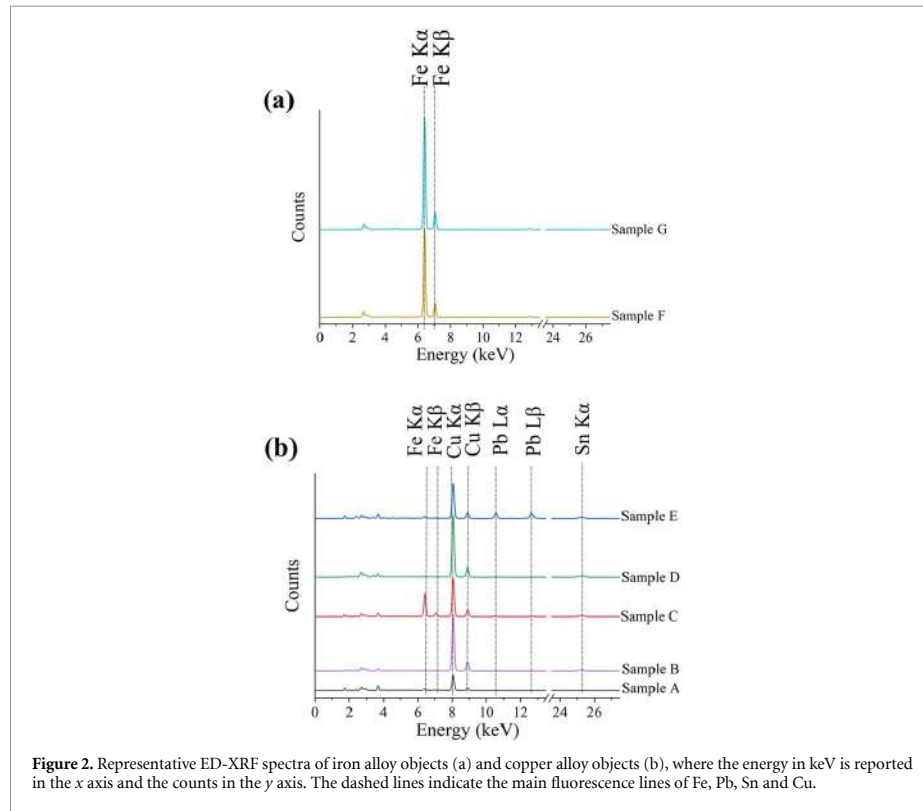 Fe Kα
Fe Kβ
(a)
Counts
Sample G
Sample F
0 2 4 6 8 10 12 24 26
Energy (keV)
Fe Kα
Fe Kβ
Cu Kα
Cu Kβ
Pb Lα
Pb Lβ
Sn Kα
(b)
Counts
Sample E
Sample D
Sample C
Sample B
Sample A
0 2 4 6 8 10 12 24 26
Energy (keV)
Figure 2. Representative ED-XRF spectra of iron alloy objects (a) and copper alloy objects (b), where the energy in keV is reported
in the x axis and the counts in the y axis. The dashed lines indicate the main fluorescence lines of Fe, Pb, Sn and Cu.